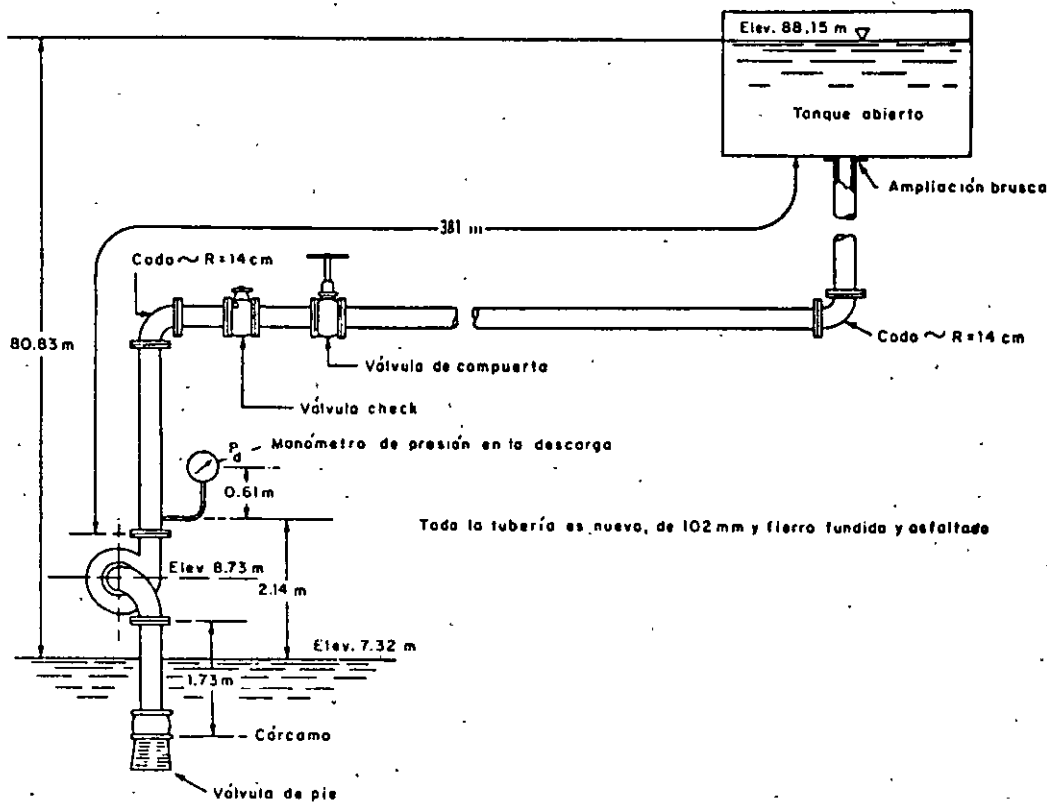 Elev. 88,15 m
Tanque abierto
Ampliación brusca
381 m
Codo ~ R = 14 cm
80.83 m
Codo ~ R = 14 cm
Válvula de compuerta
Válvula check
Pd
Manómetro de presión en la descarga
0.61 m
Toda la tubería es nuevo, de 102 mm y fierro fundido y asfaltado
Elev 8.73 m
2.14 m
Elev. 7.32 m
1.73 m
Cárcamo
Válvula de pie